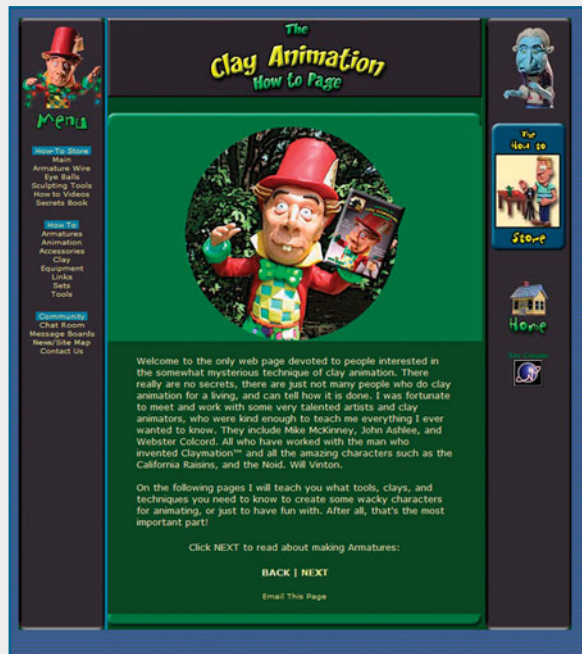 The
Clay Animation
How to Page
Menu
How-To Store
Main
Armature Wire
Eye Balls
Sculpting Tools
How to Videos
Secrets Book
How To
Armatures
Animation
Accessories
Clay
Equipment
Links
Sets
Tools
Community
Chat Room
Message Boards
News/Site Map
Contact Us
Welcome to the only web page devoted to people interested in
the somewhat mysterious technique of clay animation. There
really are no secrets, there are just not many people who do clay
animation for a living, and can tell how it is done. I was fortunate
to meet and work with some very talented artists and clay
animators, who were kind enough to teach me everything I ever
wanted to know. They include Mike McKinney, John Ashlee, and
Webster Colcord. All who have worked with the man who
invented Claymation™ and all the amazing characters such as the
California Raisins, and the Noid. Will Vinton.
On the following pages I will teach you what tools, clays, and
techniques you need to know to create some wacky characters
for animating, or just to have fun with. After all, that's the most
important part!
Click NEXT to read about making Armatures:
BACK | NEXT
Email This Page
The
How to
Store
Home